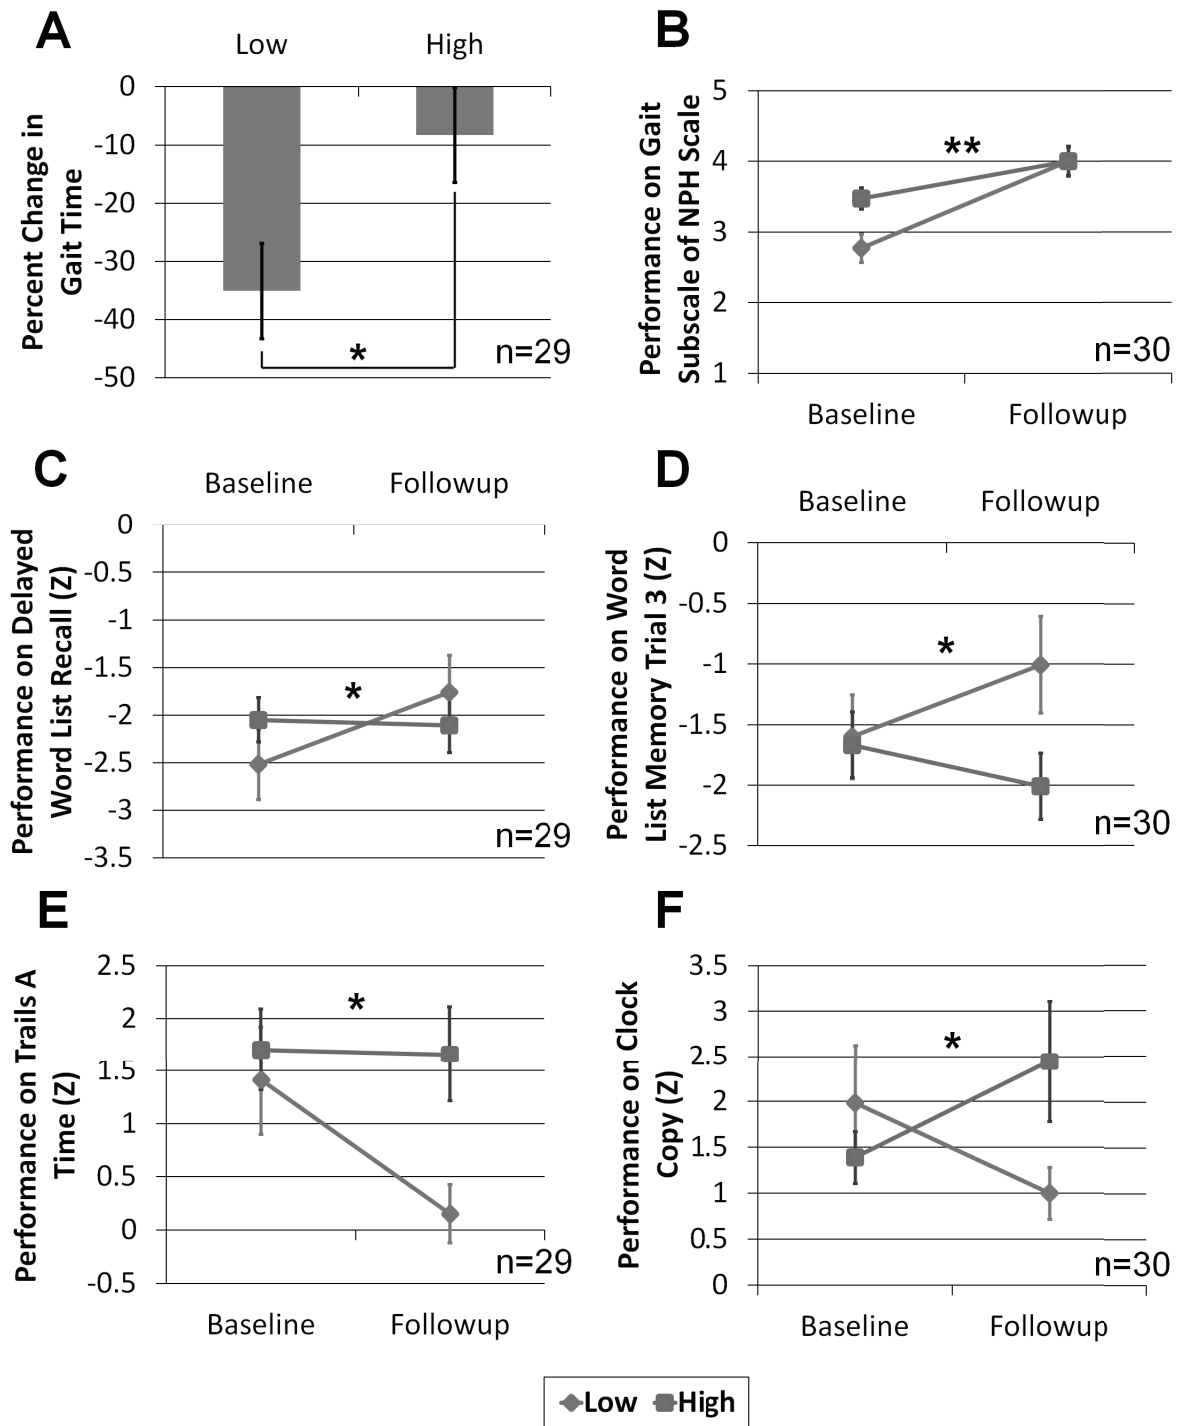 A
Low High
Percent Change in
Gait Time
0
-10
-20
-30
-40
-50
*
n=29
B
Performance on Gait
Subscale of NPH Scale
5
4
3
2
1
**
n=30
Baseline Followup
C
Baseline Followup
Performance on Delayed
Word List Recall (Z)
0
-0.5
-1
-1.5
-2
-2.5
-3
-3.5
*
n=29
D
Baseline Followup
Performance on Word
List Memory Trial 3 (Z)
0
-0.5
-1
-1.5
-2
-2.5
*
n=30
E
Performance on Trails A
Time (Z)
2.5
2
1.5
1
0.5
0
-0.5
*
n=29
Baseline Followup
F
Performance on Clock
Copy (Z)
3.5
3
2.5
2
1.5
1
0.5
0
*
n=30
Baseline Followup
Low High